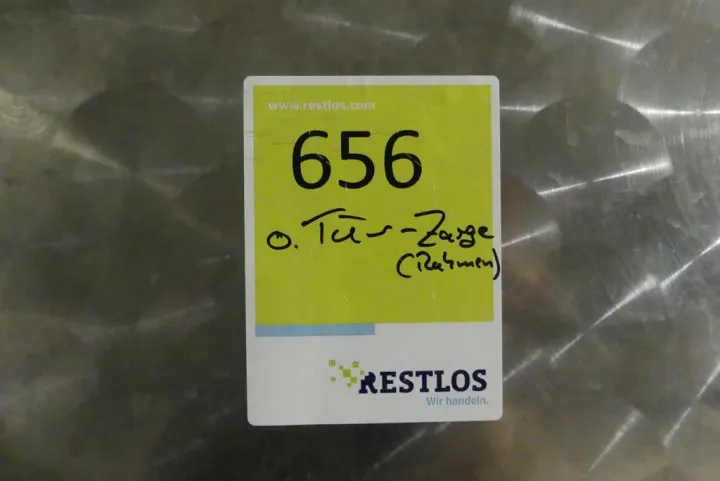 www.restlos.com
656
o. Tür-Zarge
(Rahmen)
RESTLOS
Wir handeln.